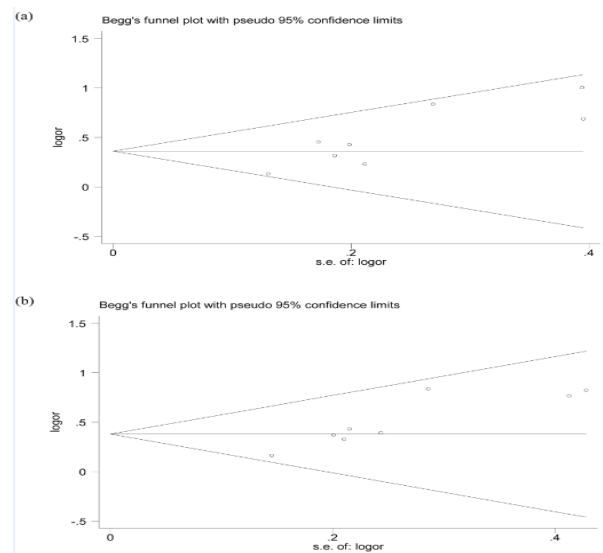 (a)
Begg's funnel plot with pseudo 95% confidence limits
1.5
1
.5
0
-.5
logor
0
.2
.4
s.e. of: logor
(b)
Begg's funnel plot with pseudo 95% confidence limits
1.5
1
.5
0
-.5
logor
0
.2
.4
s.e. of: logor